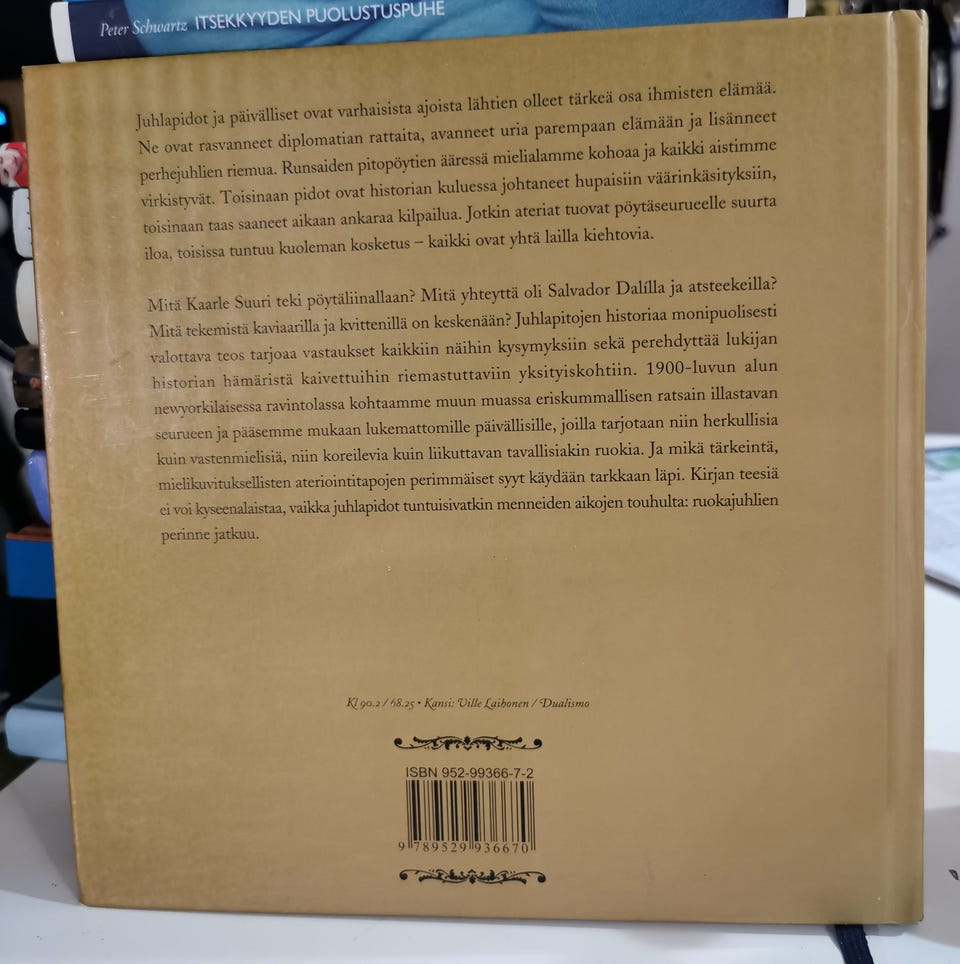 Peter Schwartz ITSEKKYYDEN PUOLUSTUSPUHE
Juhlapidot ja päivälliset ovat varhaisista ajoista lähtien olleet tärkeä osa ihmisten elämää.
Ne ovat rasvanneet diplomatian rattaita, avanneet uria parempaan elämään ja lisänneet
perhejuhlien riemua. Runsaiden pitopöytien ääressä mielialamme kohoaa ja kaikki aistimme
virkistyvät. Toisinaan pidot ovat historian kuluessa johtaneet hupaisiin väärinkäsityksiin,
toisinaan taas saaneet aikaan ankaraa kilpailua. Jotkin ateriat tuovat pöytäseurueelle suurta
iloa, toisissa tuntuu kuoleman kosketus – kaikki ovat yhtä lailla kiehtovia.
Mitä Kaarle Suuri teki pöytäliinallaan? Mitä yhteyttä oli Salvador Dalílla ja atsteekeilla?
Mitä tekemistä kaviaarilla ja kvittenillä on keskenään? Juhlapitojen historiaa monipuolisesti
valottava teos tarjoaa vastaukset kaikkiin näihin kysymyksiin sekä perehdyttää lukijan
historian hämäristä kaivettuihin riemastuttaviin yksityiskohtiin. 1900-luvun alun
newyorkilaisessa ravintolassa kohtaamme muun muassa eriskummallisen ratsain illastavan
seurueen ja pääsemme mukaan lukemattomille päivällisille, joilla tarjotaan niin herkullisia
kuin vastenmielisiä, niin koreilevia kuin liikuttavan tavallisiakin ruokia. Ja mikä tärkeintä,
mielikuvituksellisten ateriointitapojen perimmäiset syyt käydään tarkkaan läpi. Kirjan teesiä
ei voi kyseenalaistaa, vaikka juhlapidot tuntuisivatkin menneiden aikojen touhulta: ruokajuhlien
perinne jatkuu.
Kl 90.2 / 68.25 • Kansi: Ville Laihonen / Dualismo
ISBN 952-99366-7-2
9 789529 936670